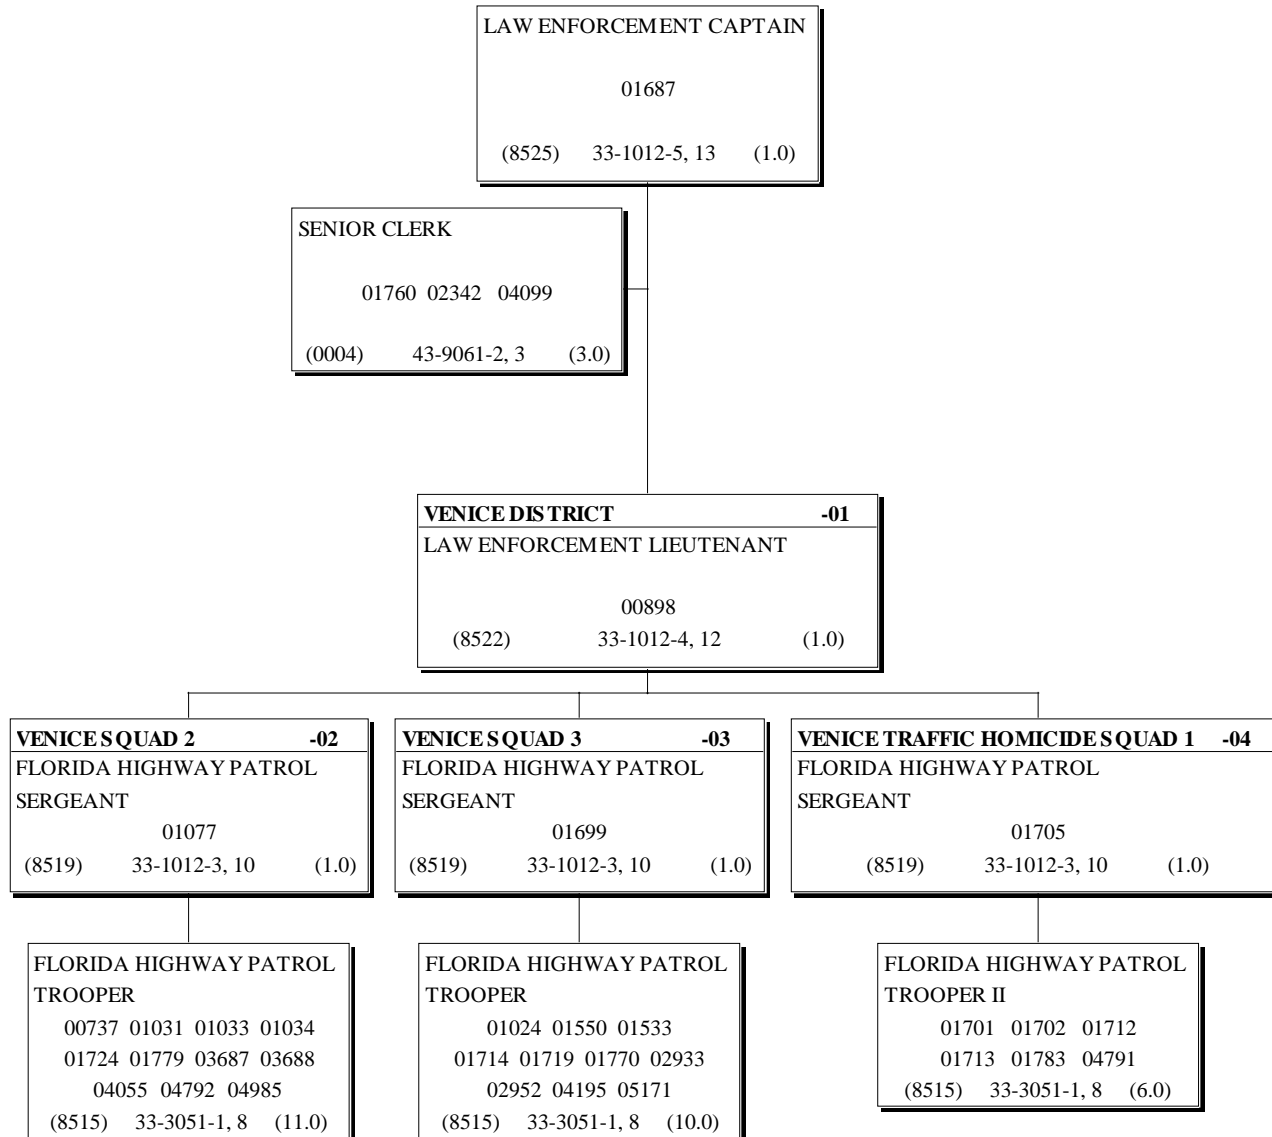 LAW ENFORCEMENT CAPTAIN
01687
(8525) 33-1012-5, 13 (1.0)
SENIOR CLERK
01760 02342 04099
(0004) 43-9061-2, 3 (3.0)
VENICE DISTRICT -01
LAW ENFORCEMENT LIEUTENANT
00898
(8522) 33-1012-4, 12 (1.0)
VENICE SQUAD 2 -02
FLORIDA HIGHWAY PATROL
SERGEANT
01077
(8519) 33-1012-3, 10 (1.0)
VENICE SQUAD 3 -03
FLORIDA HIGHWAY PATROL
SERGEANT
01699
(8519) 33-1012-3, 10 (1.0)
VENICE TRAFFIC HOMICIDE SQUAD 1 -04
FLORIDA HIGHWAY PATROL
SERGEANT
01705
(8519) 33-1012-3, 10 (1.0)
FLORIDA HIGHWAY PATROL
TROOPER
00737 01031 01033 01034
01724 01779 03687 03688
04055 04792 04985
(8515) 33-3051-1, 8 (11.0)
FLORIDA HIGHWAY PATROL
TROOPER
01024 01550 01533
01714 01719 01770 02933
02952 04195 05171
(8515) 33-3051-1, 8 (10.0)
FLORIDA HIGHWAY PATROL
TROOPER II
01701 01702 01712
01713 01783 04791
(8515) 33-3051-1, 8 (6.0)